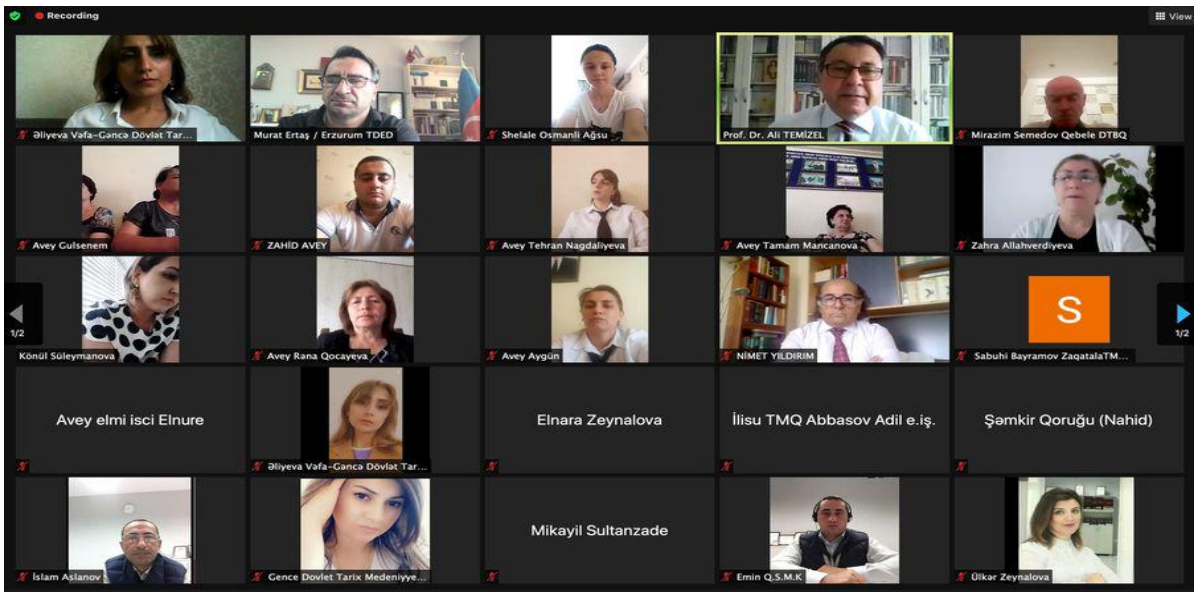 Recording
View
Əliyeva Vəfa-Gəncə Dövlət Tar...
Murat Ertaş / Erzurum TDED
Shelale Osmanli Ağsu
Prof. Dr. Ali TEMİZEL
Mirazim Semedov Qebele DTBQ
Avey Gulsenem
ZAHİD AVEY
Avey Tehran Nagdaliyeva
Avey Tamam Mancanova
Zahra Allahverdiyeva
1/2
Könül Süleymanova
Avey Rəna Qocayeva
Avey Aygün
NİMET YILDIRIM
S
Sabuhi Bayramov ZaqatalaTM...
1/2
Avey elmi isci Elnure
Əliyeva Vəfa-Gəncə Dövlət Tar...
Elnara Zeynalova
İlisu TMQ Abbasov Adil e.iş.
Şəmkir Qoruğu (Nahid)
İslam Aslanov
Gence Dovlet Tarix Medeniyye...
Mikayil Sultanzade
Emin Q.S.M.K
Ülkər Zeynalova